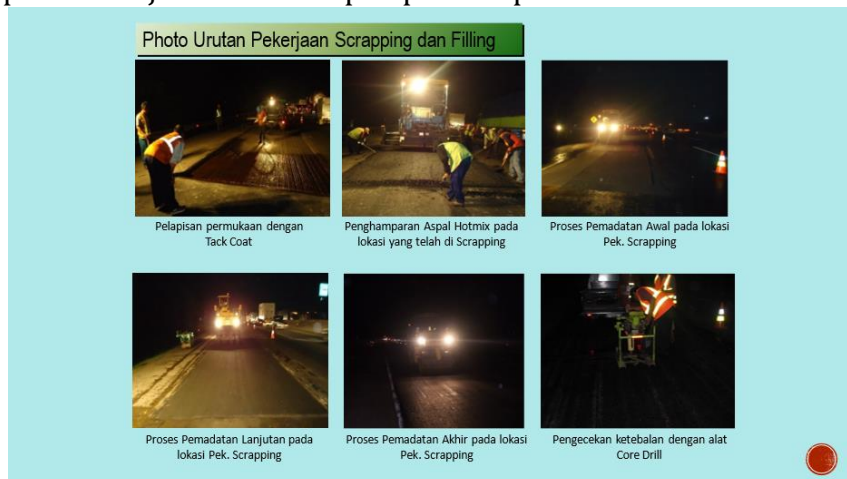 Photo Urutan Pekerjaan Scrapping dan Filling
Pelapisan permukaan dengan
Tack Coat
Penghamparan Aspal Hotmix pada
lokasi yang telah di Scrapping
Proses Pemadatan Awal pada lokasi
Pek. Scrapping
Proses Pemadatan Lanjutan pada
lokasi Pek. Scrapping
Proses Pemadatan Akhir pada lokasi
Pek. Scrapping
Pengecekan ketebalan dengan alat
Core Drill